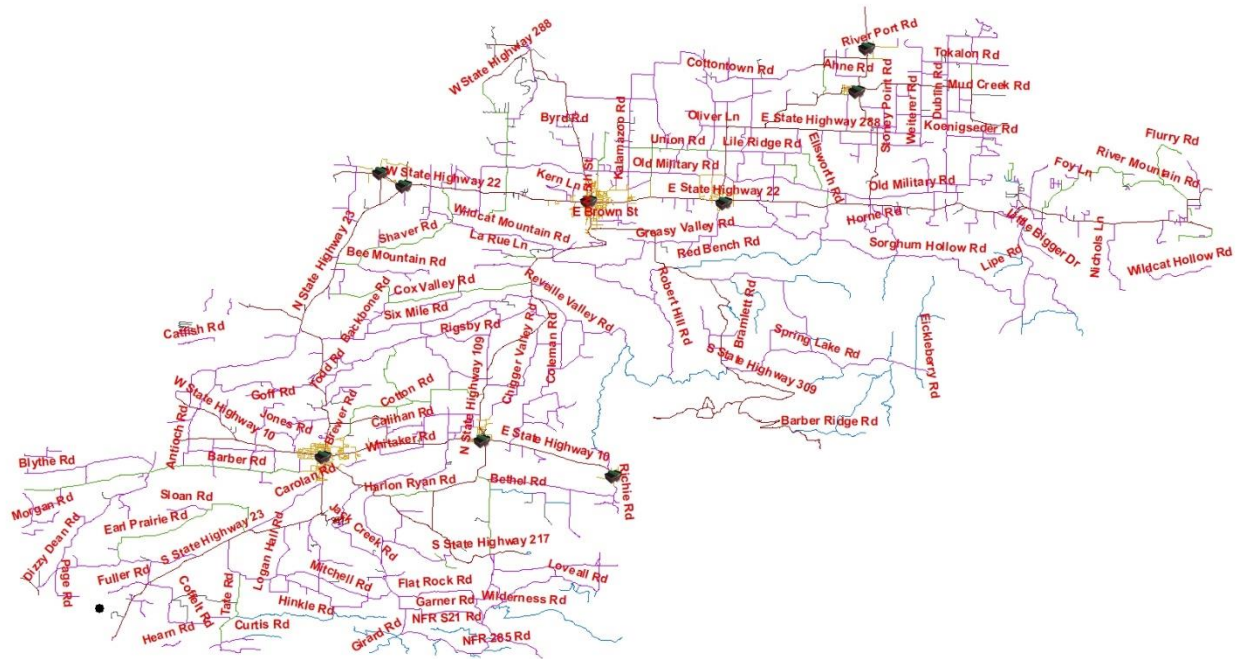 River Port Rd
W State Highway 288
Tokalon Rd
Cottontown Rd
Ahne Rd
Mud Creek Rd
Stoney Point Rd
Weiterer Rd
Dublin Rd
Byrd Rd
Kalamazoo Rd
Oliver Ln
E State Highway 288
Koenigseder Rd
Union Rd
Lile Ridge Rd
Ellsworth Rd
Flurry Rd
Old Military Rd
Foy Ln
River Mountain Rd
W State Highway 22
Kern Ln
E State Highway 22
Old Military Rd
E Brown St
Horne Rd
Wildcat Mountain Rd
Greasy Valley Rd
Little Bigger Dr
Nichols Ln
N State Highway 23
Shaver Rd
La Rue Ln
Red Bench Rd
Sorghum Hollow Rd
Lipe Rd
Wildcat Hollow Rd
Bee Mountain Rd
Cox Valley Rd
Reveille Valley Rd
Robert Hill Rd
Bramlett Rd
Backbone Rd
Six Mile Rd
Rigsby Rd
Spring Lake Rd
Eickleberry Rd
Catfish Rd
Todd Rd
N State Highway 109
Chigger Valley Rd
Coleman Rd
S State Highway 309
Goff Rd
Cotton Rd
W State Highway 10
Jones Rd
Brewer Rd
Calihan Rd
Barber Ridge Rd
Antioch Rd
Whitaker Rd
E State Highway 10
Blythe Rd
Barber Rd
Carolan Rd
Harlon Ryan Rd
Bethel Rd
Richie Rd
Morgan Rd
Sloan Rd
Earl Prairie Rd
Jack Creek Rd
Dizzy Dean Rd
S State Highway 23
Logan Hall Rd
S State Highway 217
Page Rd
Fuller Rd
Coffelt Rd
Tate Rd
Mitchell Rd
Flat Rock Rd
Loveall Rd
Hinkle Rd
Garner Rd
Wilderness Rd
Hearn Rd
Curtis Rd
Girard Rd
NFR S21 Rd
NFR 285 Rd